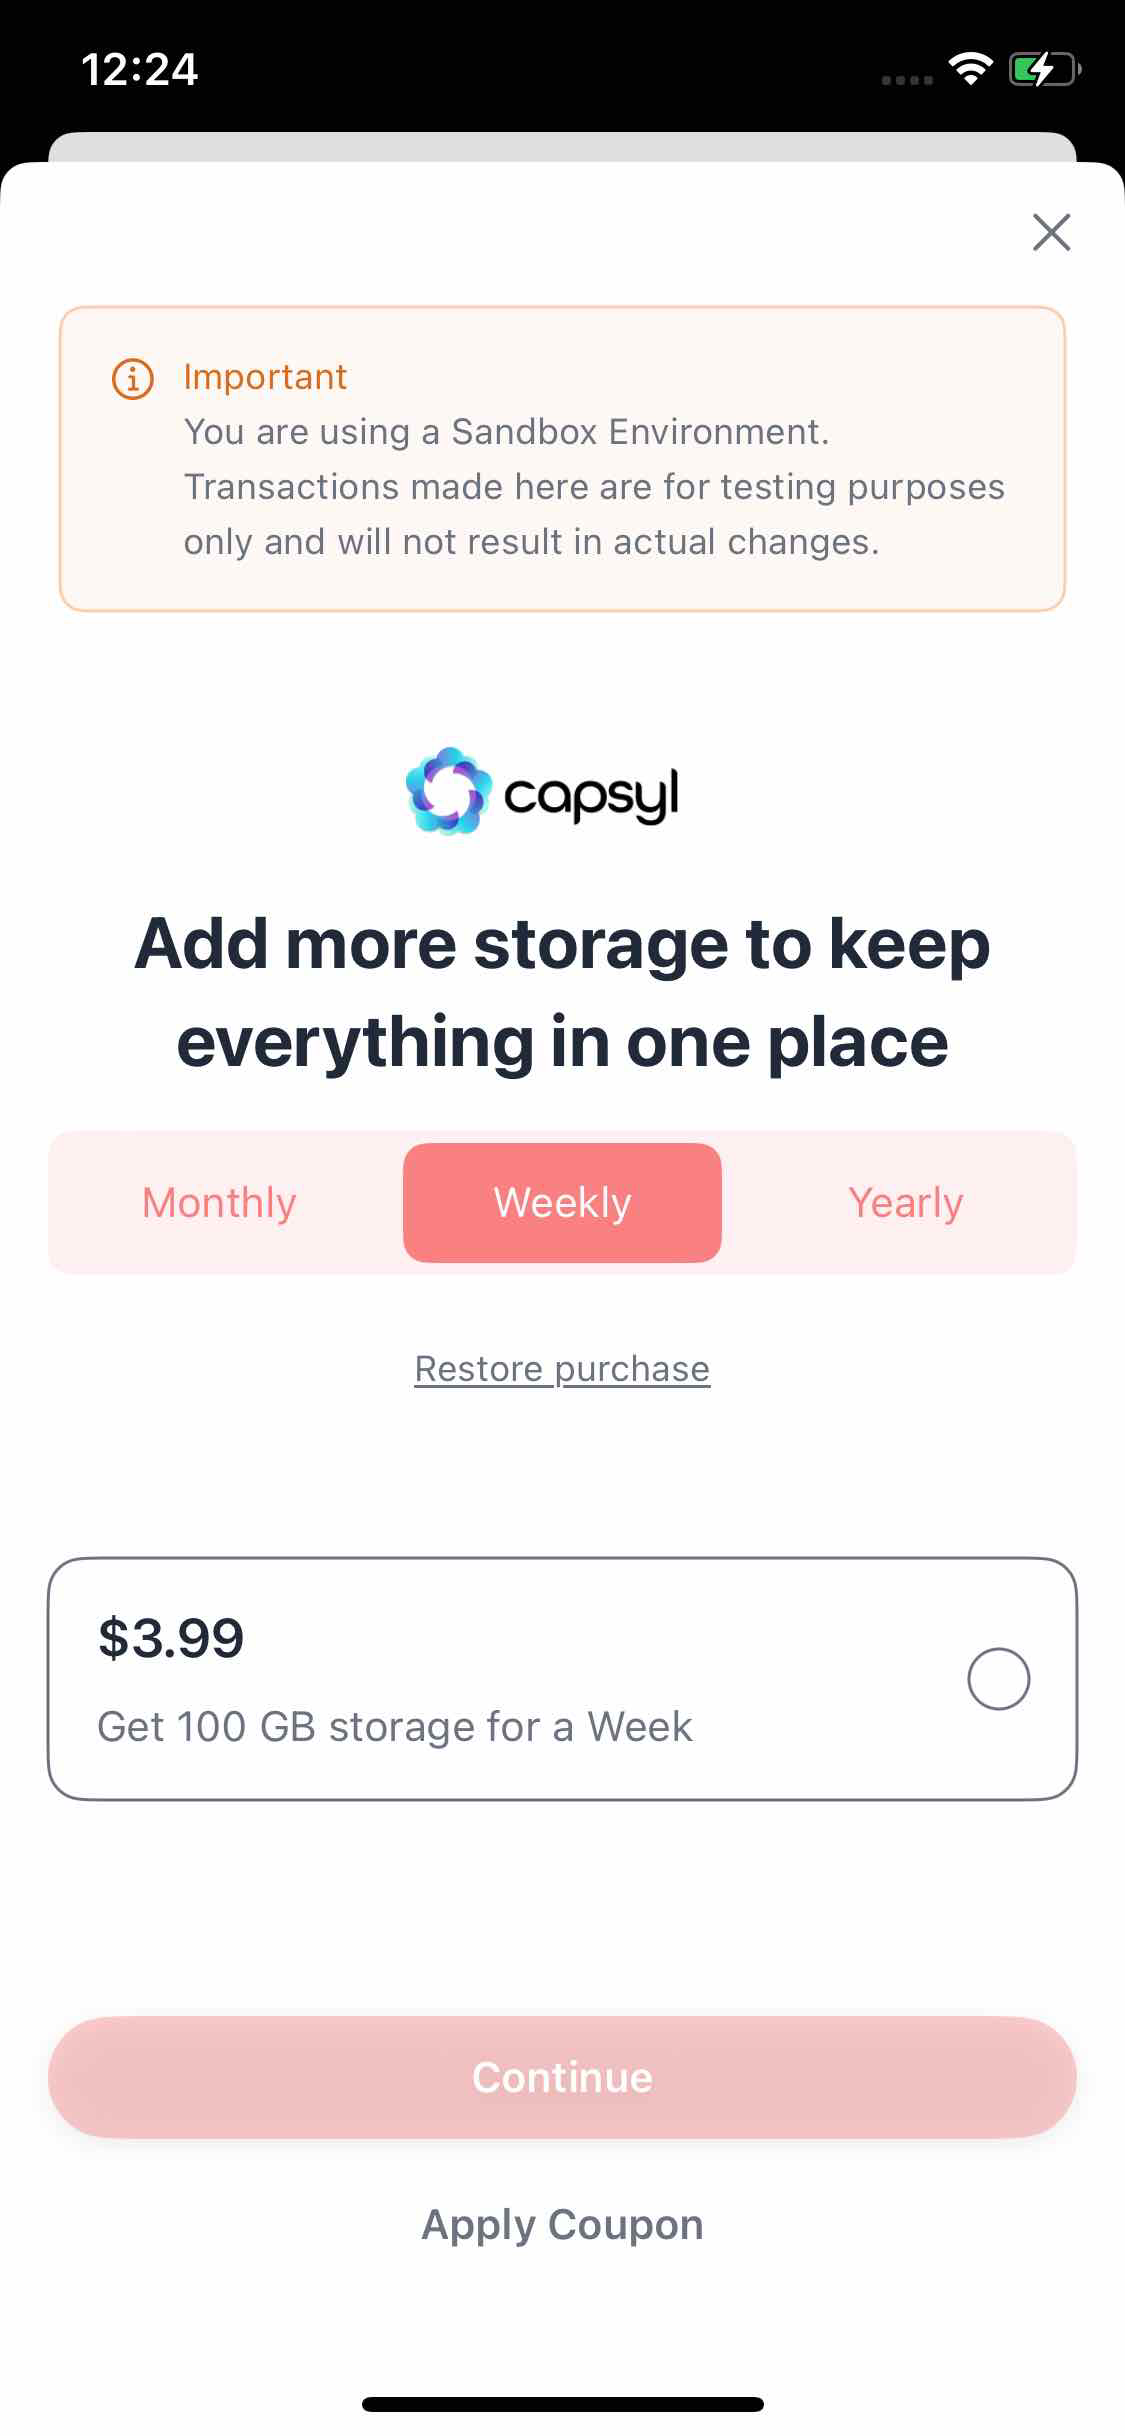 12:24
Important
You are using a Sandbox Environment.
Transactions made here are for testing purposes
only and will not result in actual changes.
capsyl
Add more storage to keep
everything in one place
Monthly
Weekly
Yearly
Restore purchase
$3.99
Get 100 GB storage for a Week
Continue
Apply Coupon